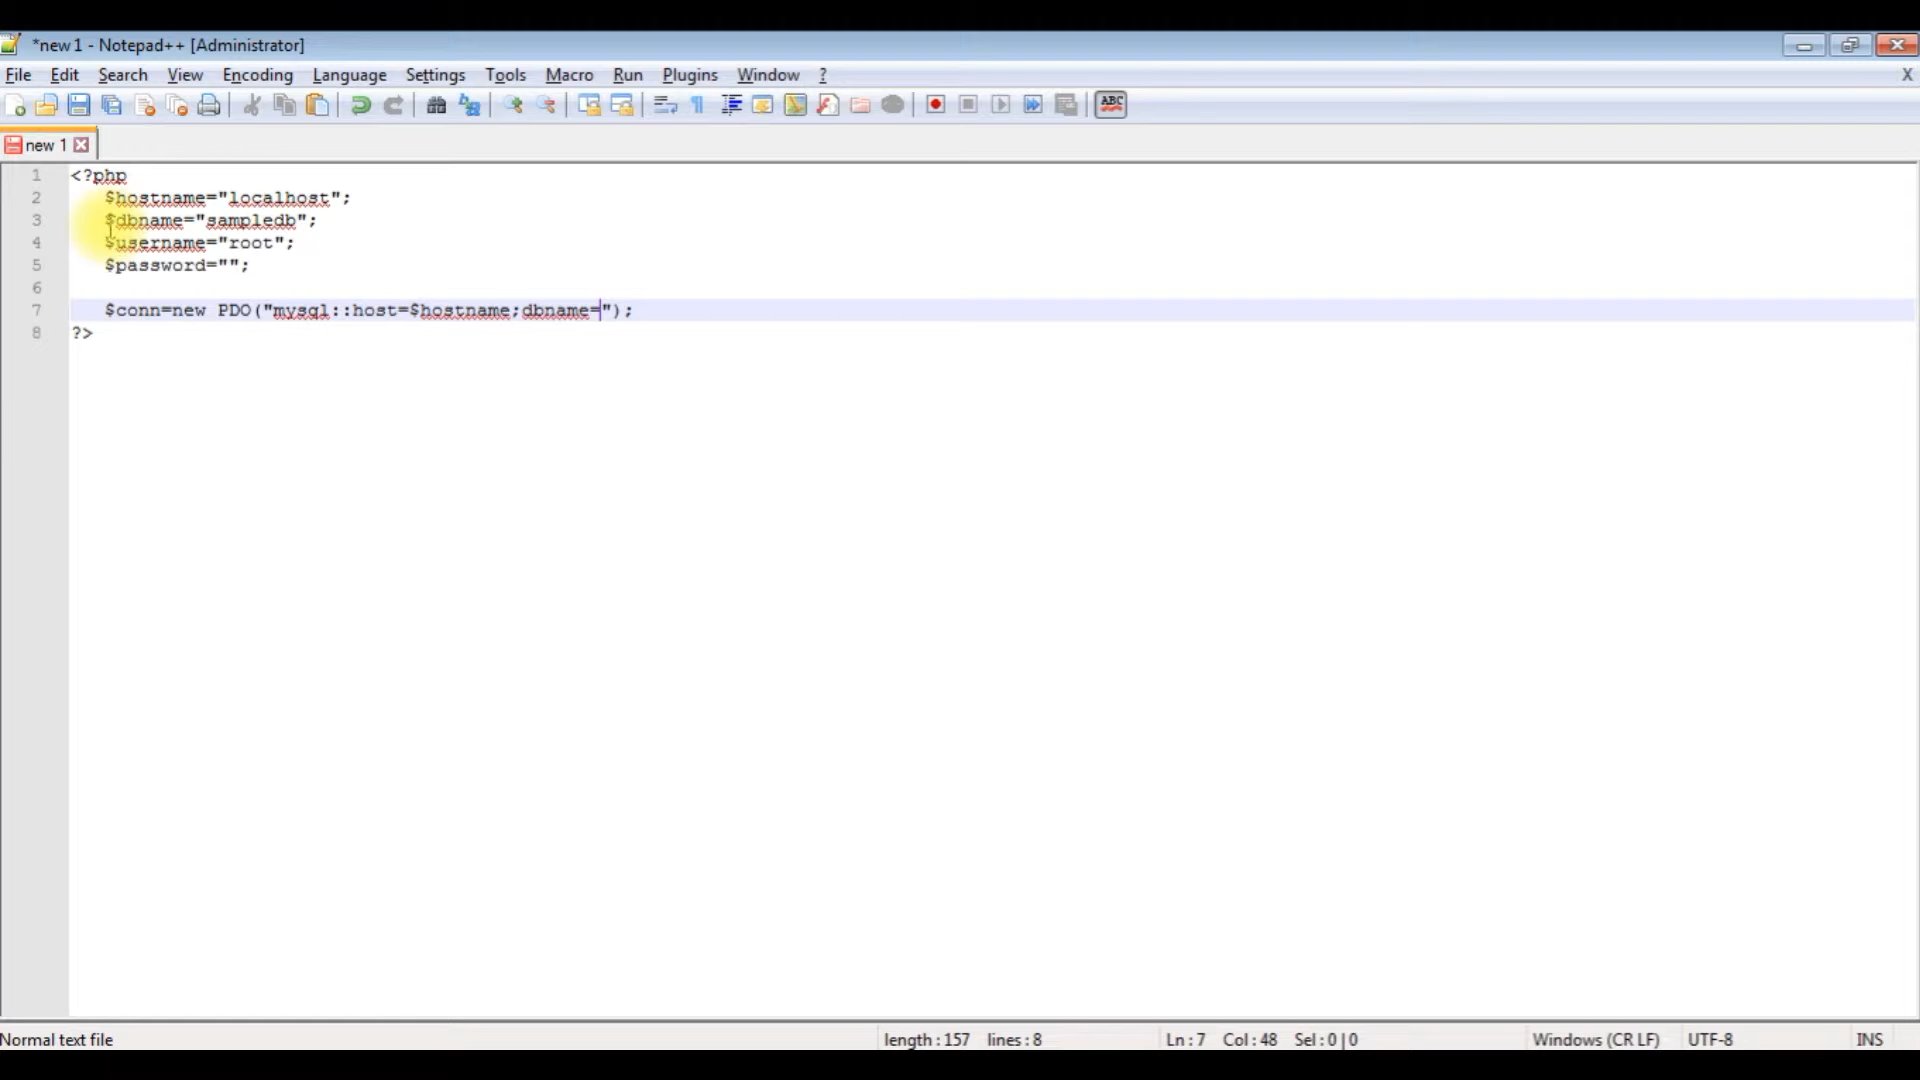 *new 1 - Notepad++ [Administrator]
File Edit Search View Encoding Language Settings Tools Macro Run Plugins Window ? X
ABC
new 1
1 <?php
2 $hostname="localhost";
3 $dbname="sampledb";
4 $username="root";
5 $password="";
6
7 $conn=new PDO("mysql::host=$hostname;dbname=");
8 ?>
Normal text file length : 157 lines : 8 Ln : 7 Col : 48 Sel : 0 | 0 Windows (CR LF) UTF-8 INS